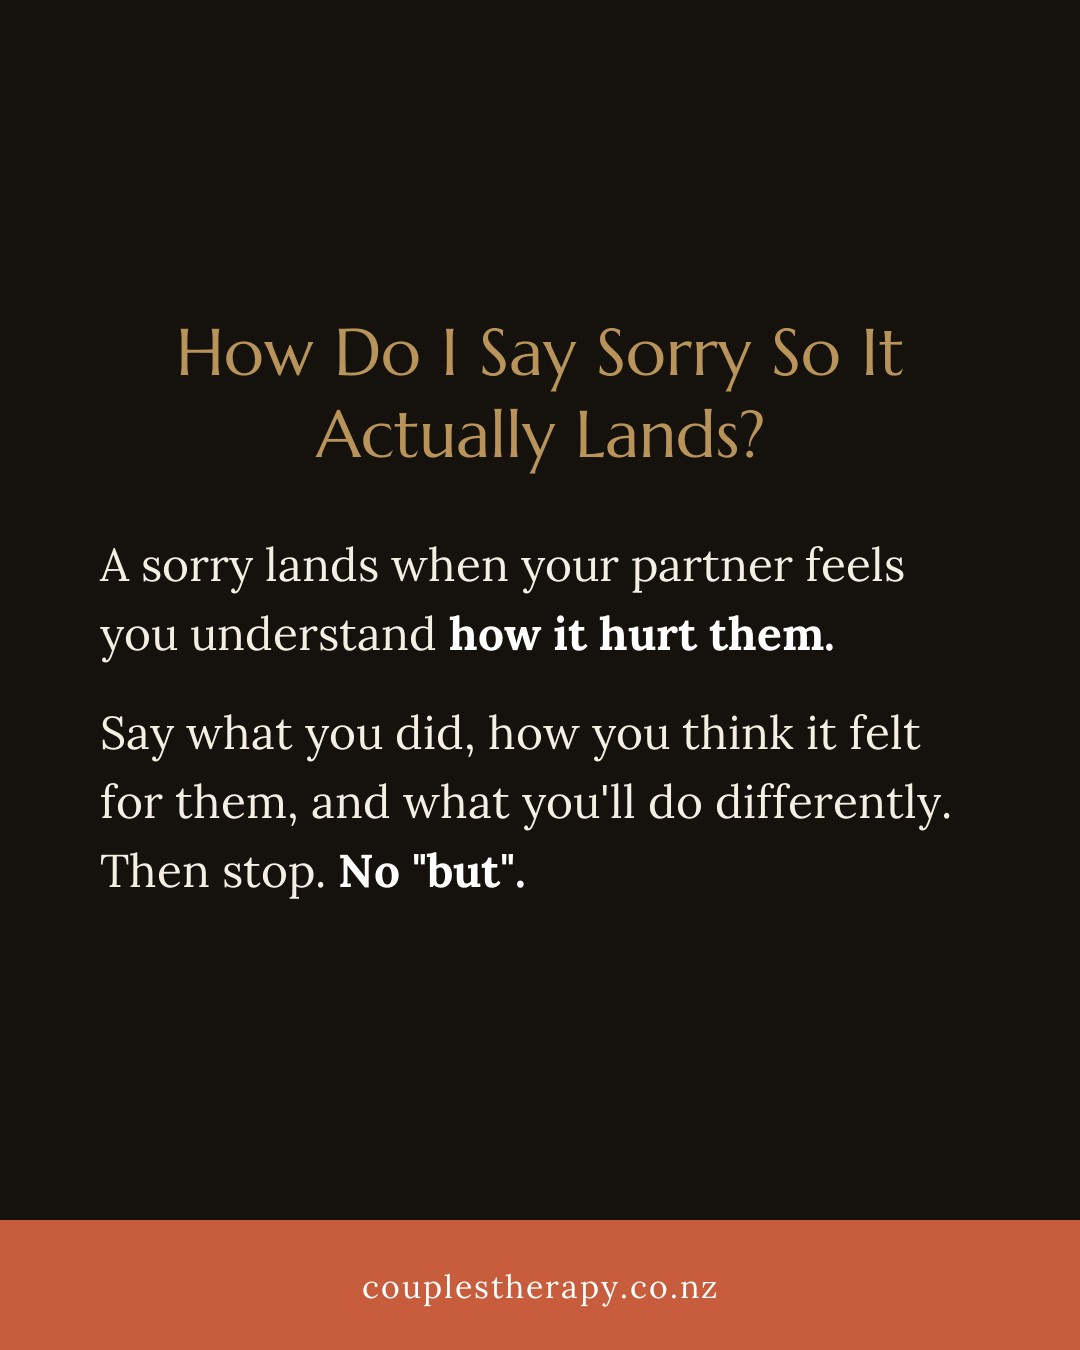 How Do I Say Sorry So It
Actually Lands?
A sorry lands when your partner feels
you understand how it hurt them.
Say what you did, how you think it felt
for them, and what you'll do differently.
Then stop. No "but".
couplestherapy.co.nz